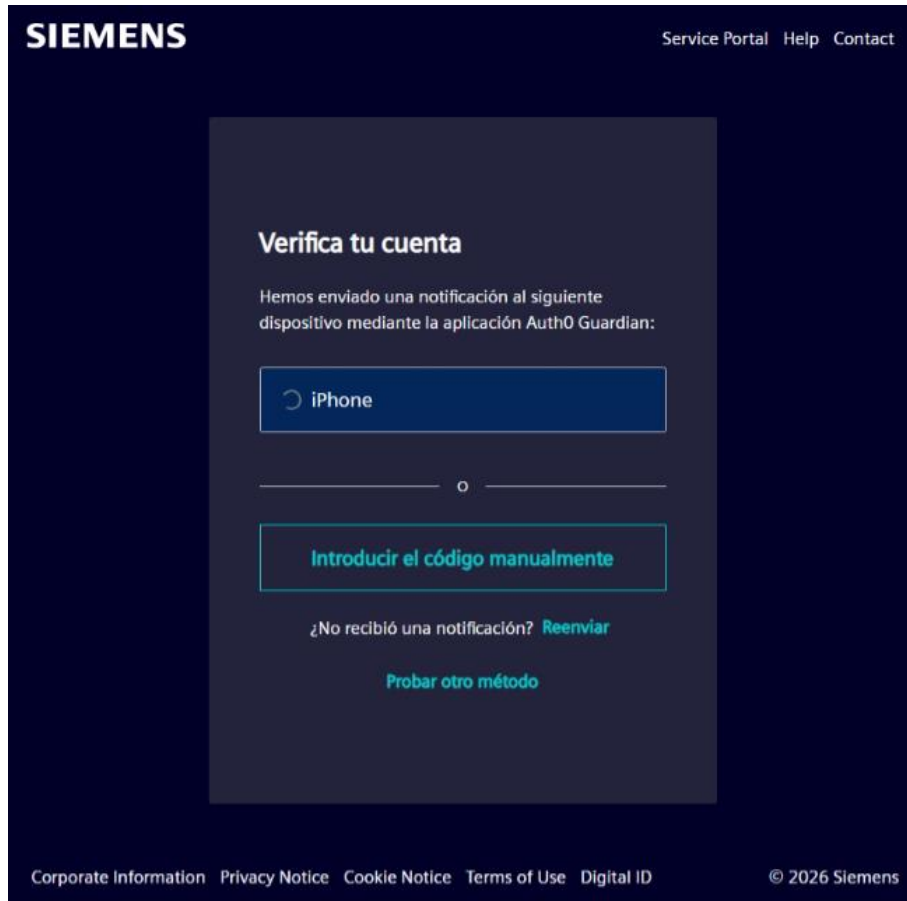 SIEMENS
Service Portal Help Contact
Verifica tu cuenta
Hemos enviado una notificación al siguiente
dispositivo mediante la aplicación Auth0 Guardian:
iPhone
o
Introducir el código manualmente
¿No recibió una notificación? Reenviar
Probar otro método
Corporate Information Privacy Notice Cookie Notice Terms of Use Digital ID © 2026 Siemens